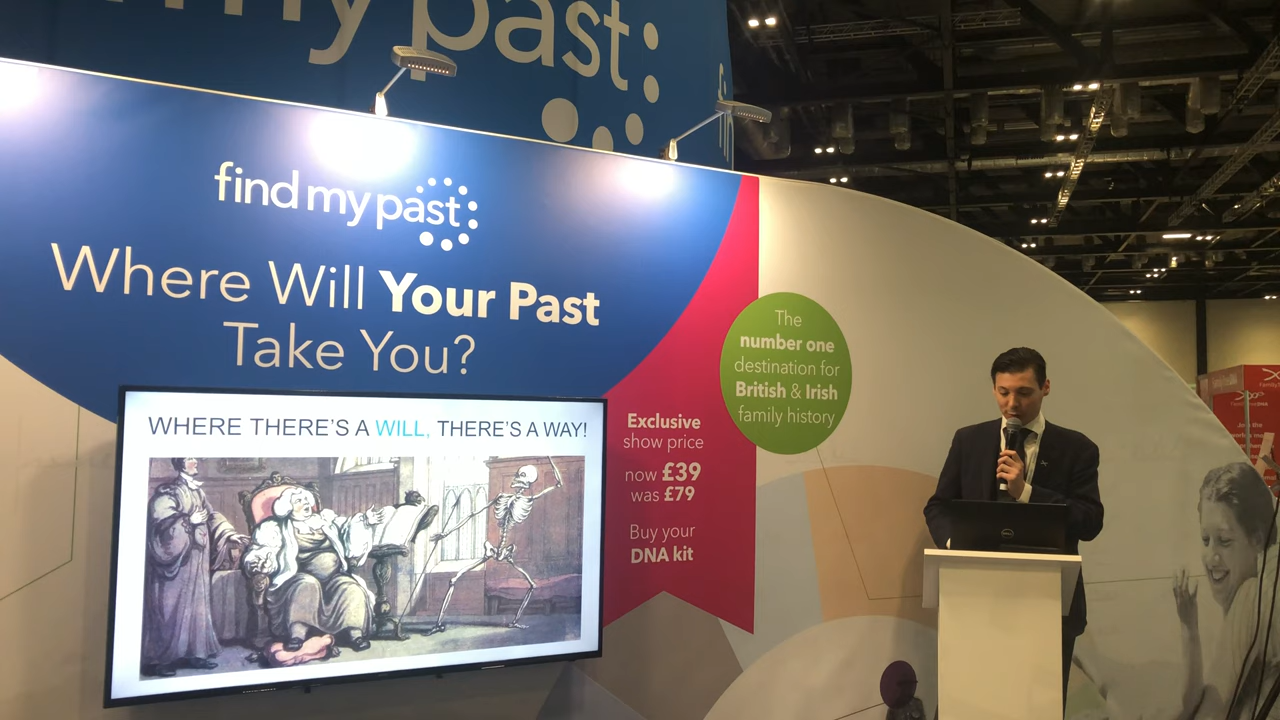 my past
find my past
Where Will Your Past
Take You?
WHERE THERE'S A WILL, THERE'S A WAY!
Exclusive
show price
now £39
was £79
Buy your
DNA kit
The
number one
destination for
British & Irish
family history
DELL